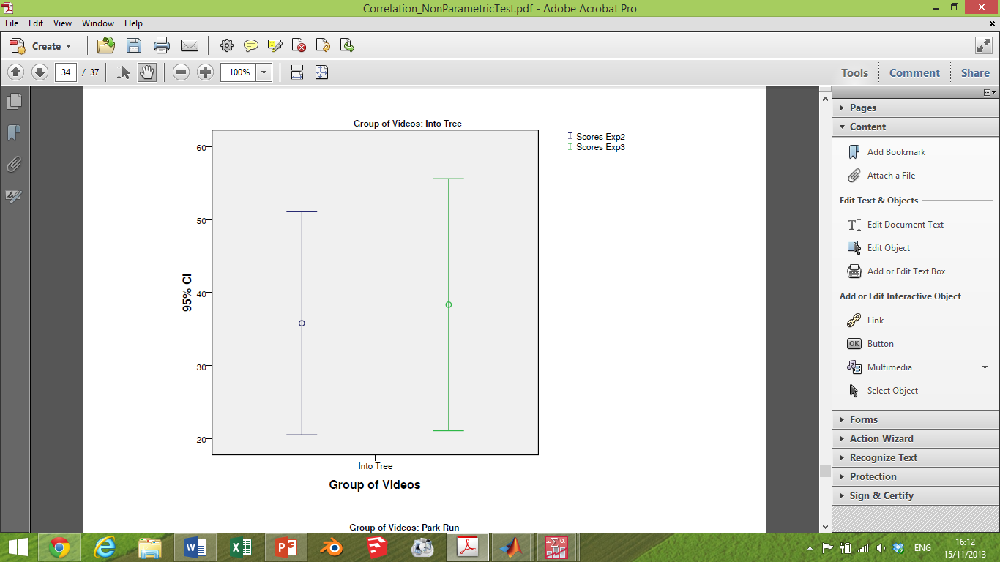 Correlation_NonParametricTest.pdf - Adobe Acrobat Pro
File Edit View Window Help
Create
34 / 37 100% Tools Comment Share
Group of Videos: Into Tree
Scores Exp2
Scores Exp3
60
50
40
30
20
95% CI
Into Tree
Group of Videos
Group of Videos: Park Run
Pages
Content
Add Bookmark
Attach a File
Edit Text & Objects
Edit Document Text
Edit Object
Add or Edit Text Box
Add or Edit Interactive Object
Link
OK Button
Multimedia
Select Object
Forms
Action Wizard
Recognize Text
Protection
Sign & Certify
ENG 16:12
15/11/2013